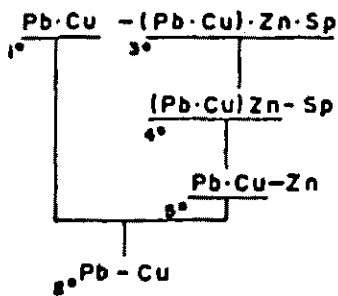 Pb·Cu –(Pb·Cu)·Zn·Sp
1° 3°
(Pb·Cu)Zn–Sp
4°
Pb·Cu–Zn
5°
2° Pb–Cu